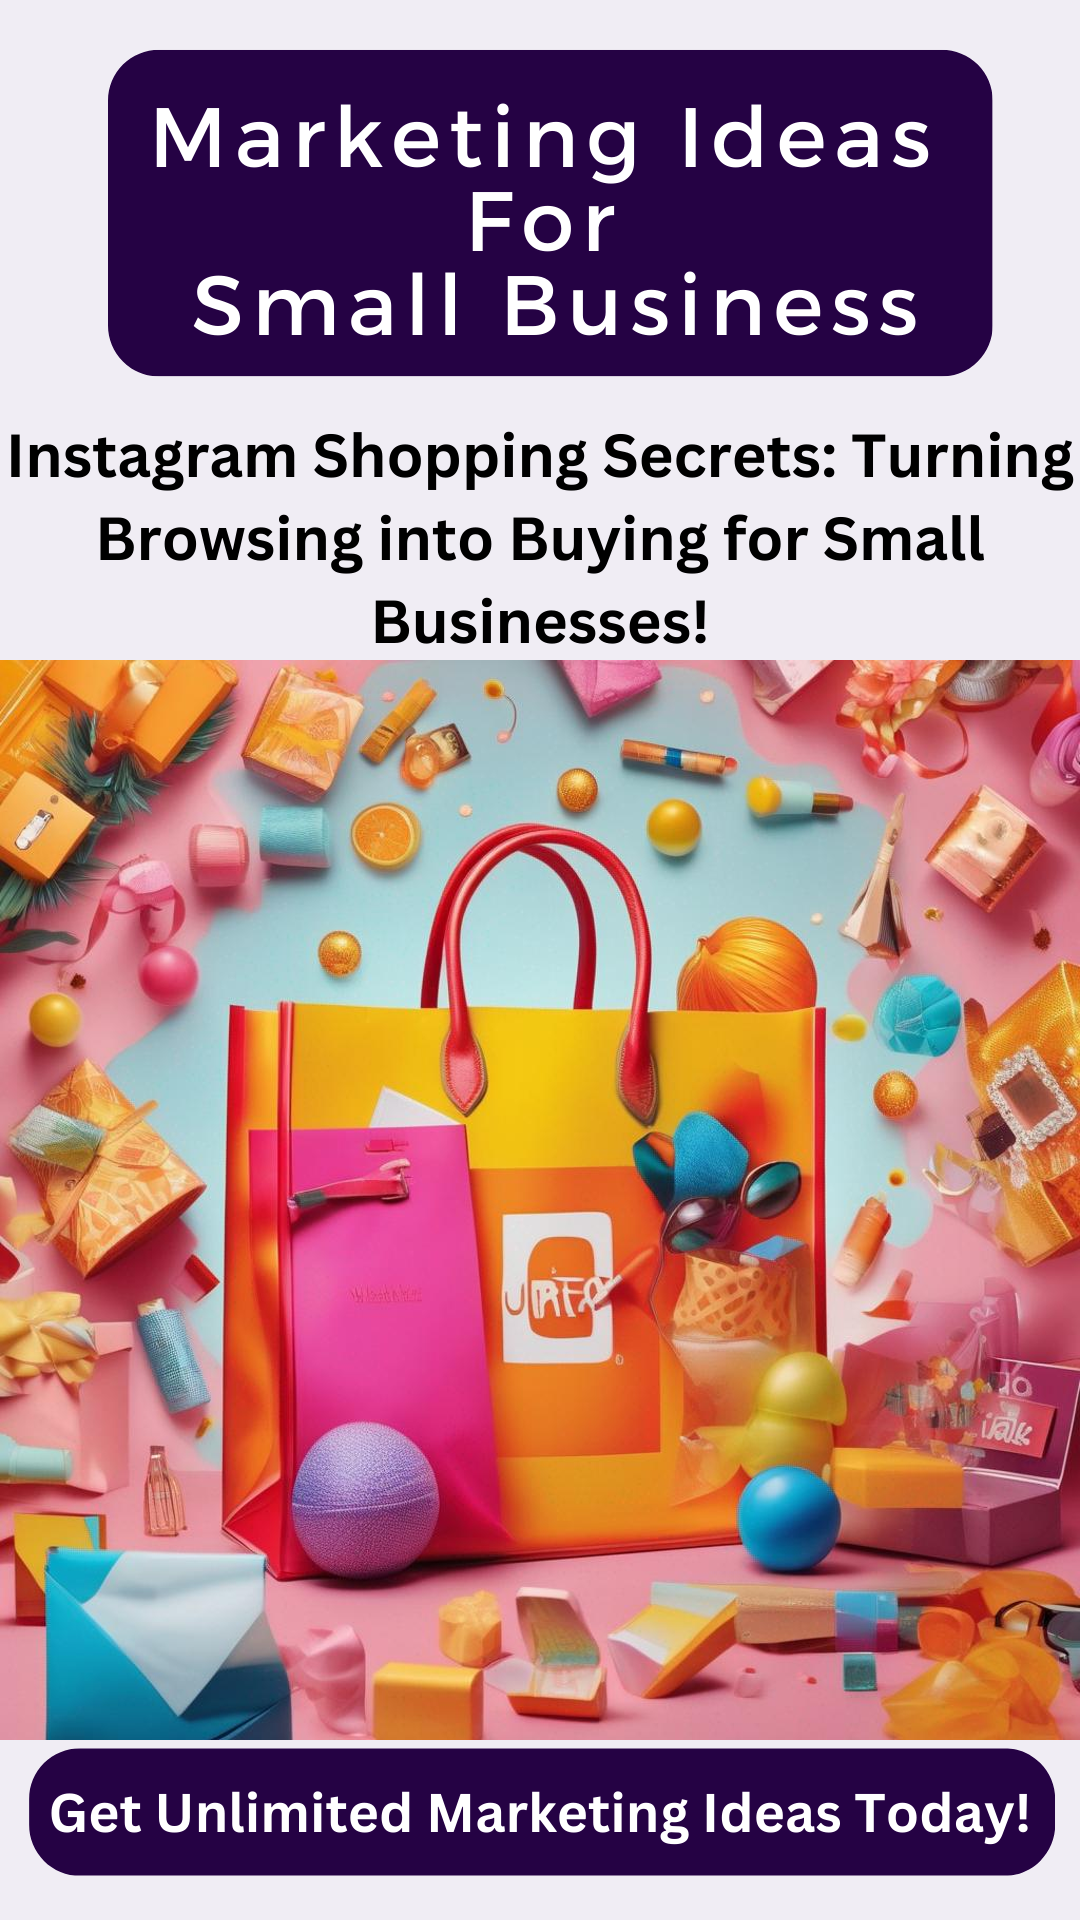 Marketing Ideas
For
Small Business
Instagram Shopping Secrets: Turning
Browsing into Buying for Small
Businesses!
Get Unlimited Marketing Ideas Today!